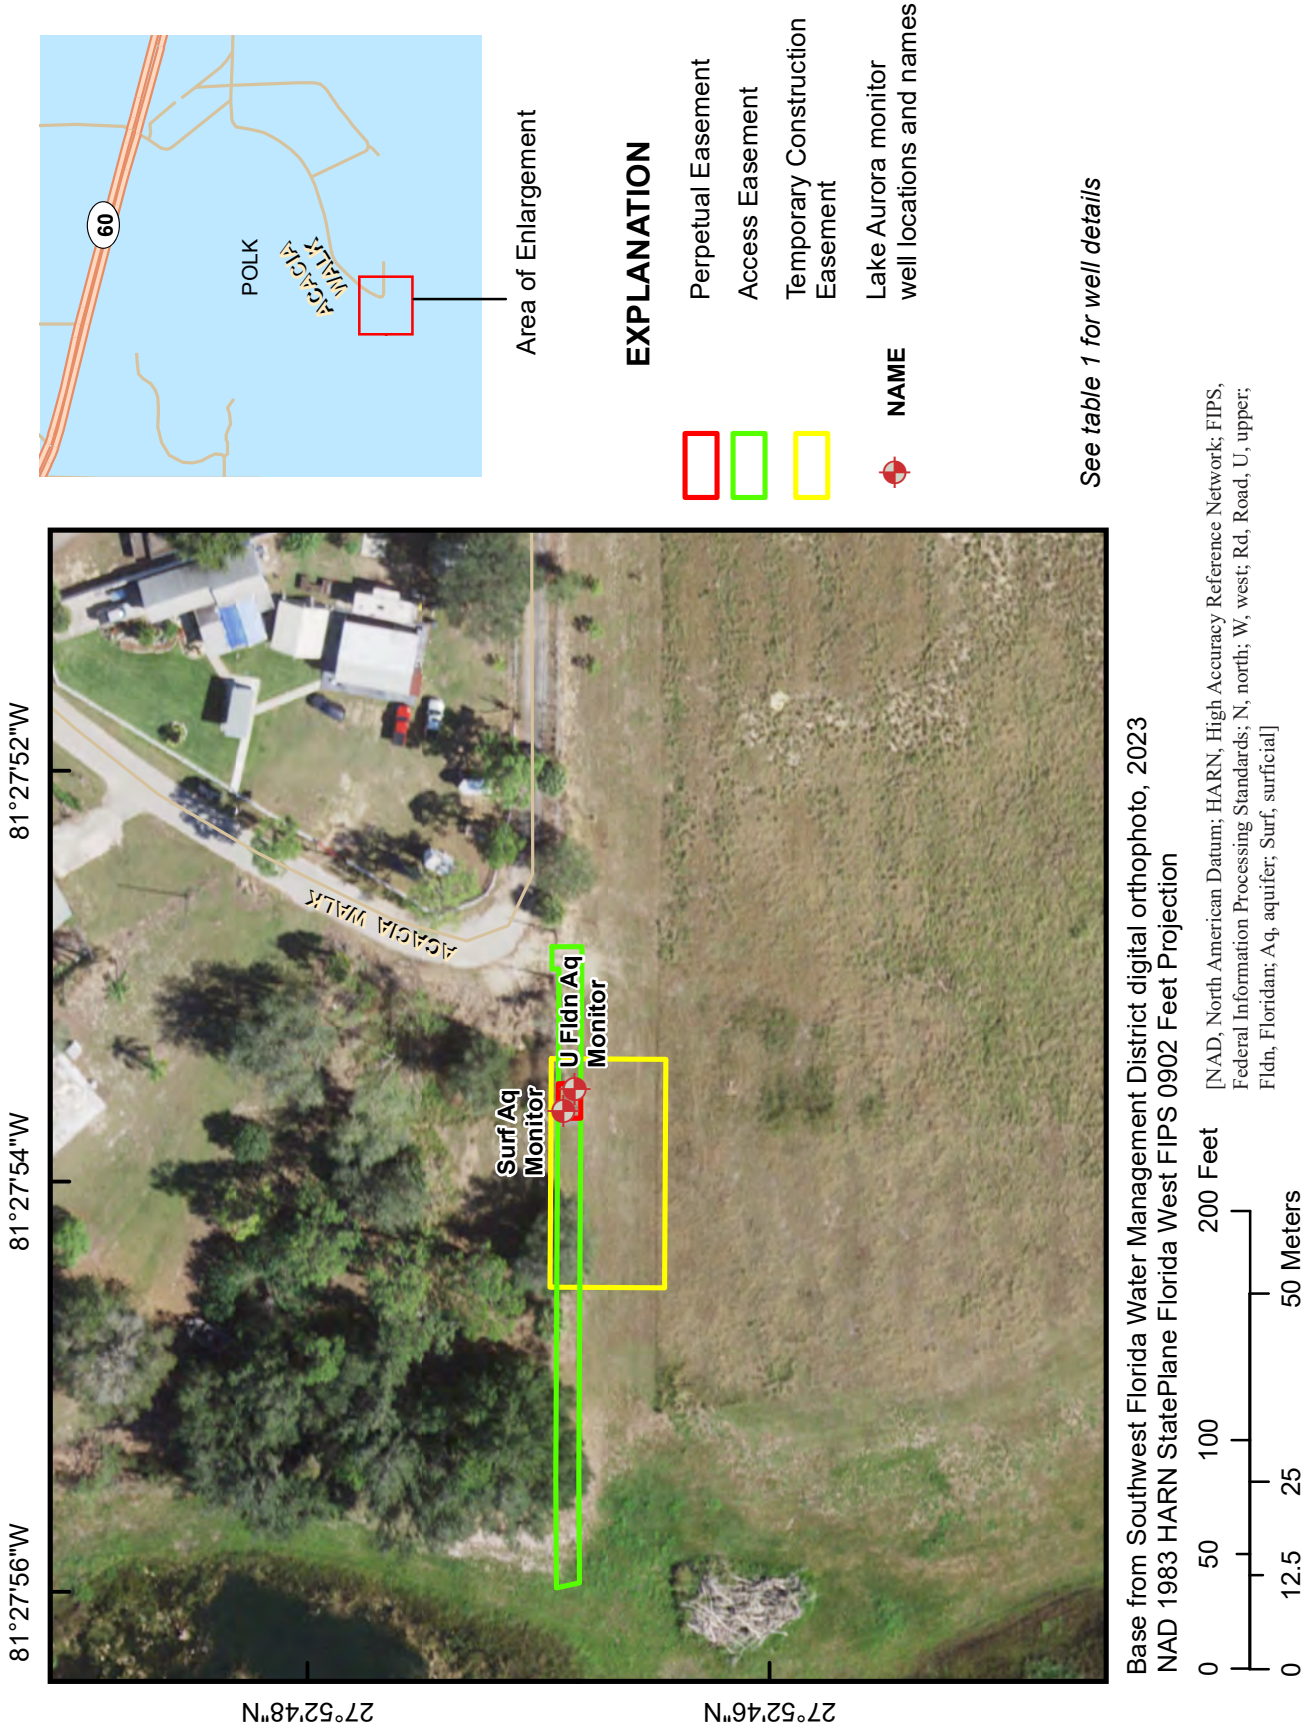 81°27'56"W
81°27'54"W
81°27'52"W
27°52'48"N
27°52'46"N
ACACIA WALK
Surf Aq
Monitor
U Fldn Aq
Monitor
60
POLK
ACACIA
WALK
Area of Enlargement
EXPLANATION
Perpetual Easement
Access Easement
Temporary Construction
Easement
NAME
Lake Aurora monitor
well locations and names
See table 1 for well details
Base from Southwest Florida Water Management District digital orthophoto, 2023
NAD 1983 HARN StatePlane Florida West FIPS 0902 Feet Projection
0 50 100 200 Feet
0 12.5 25 50 Meters
[NAD, North American Datum; HARN, High Accuracy Reference Network; FIPS,
Federal Information Processing Standards; N, north; W, west; Rd, Road, U, upper;
Fldn, Floridan; Aq, aquifer; Surf, surficial]